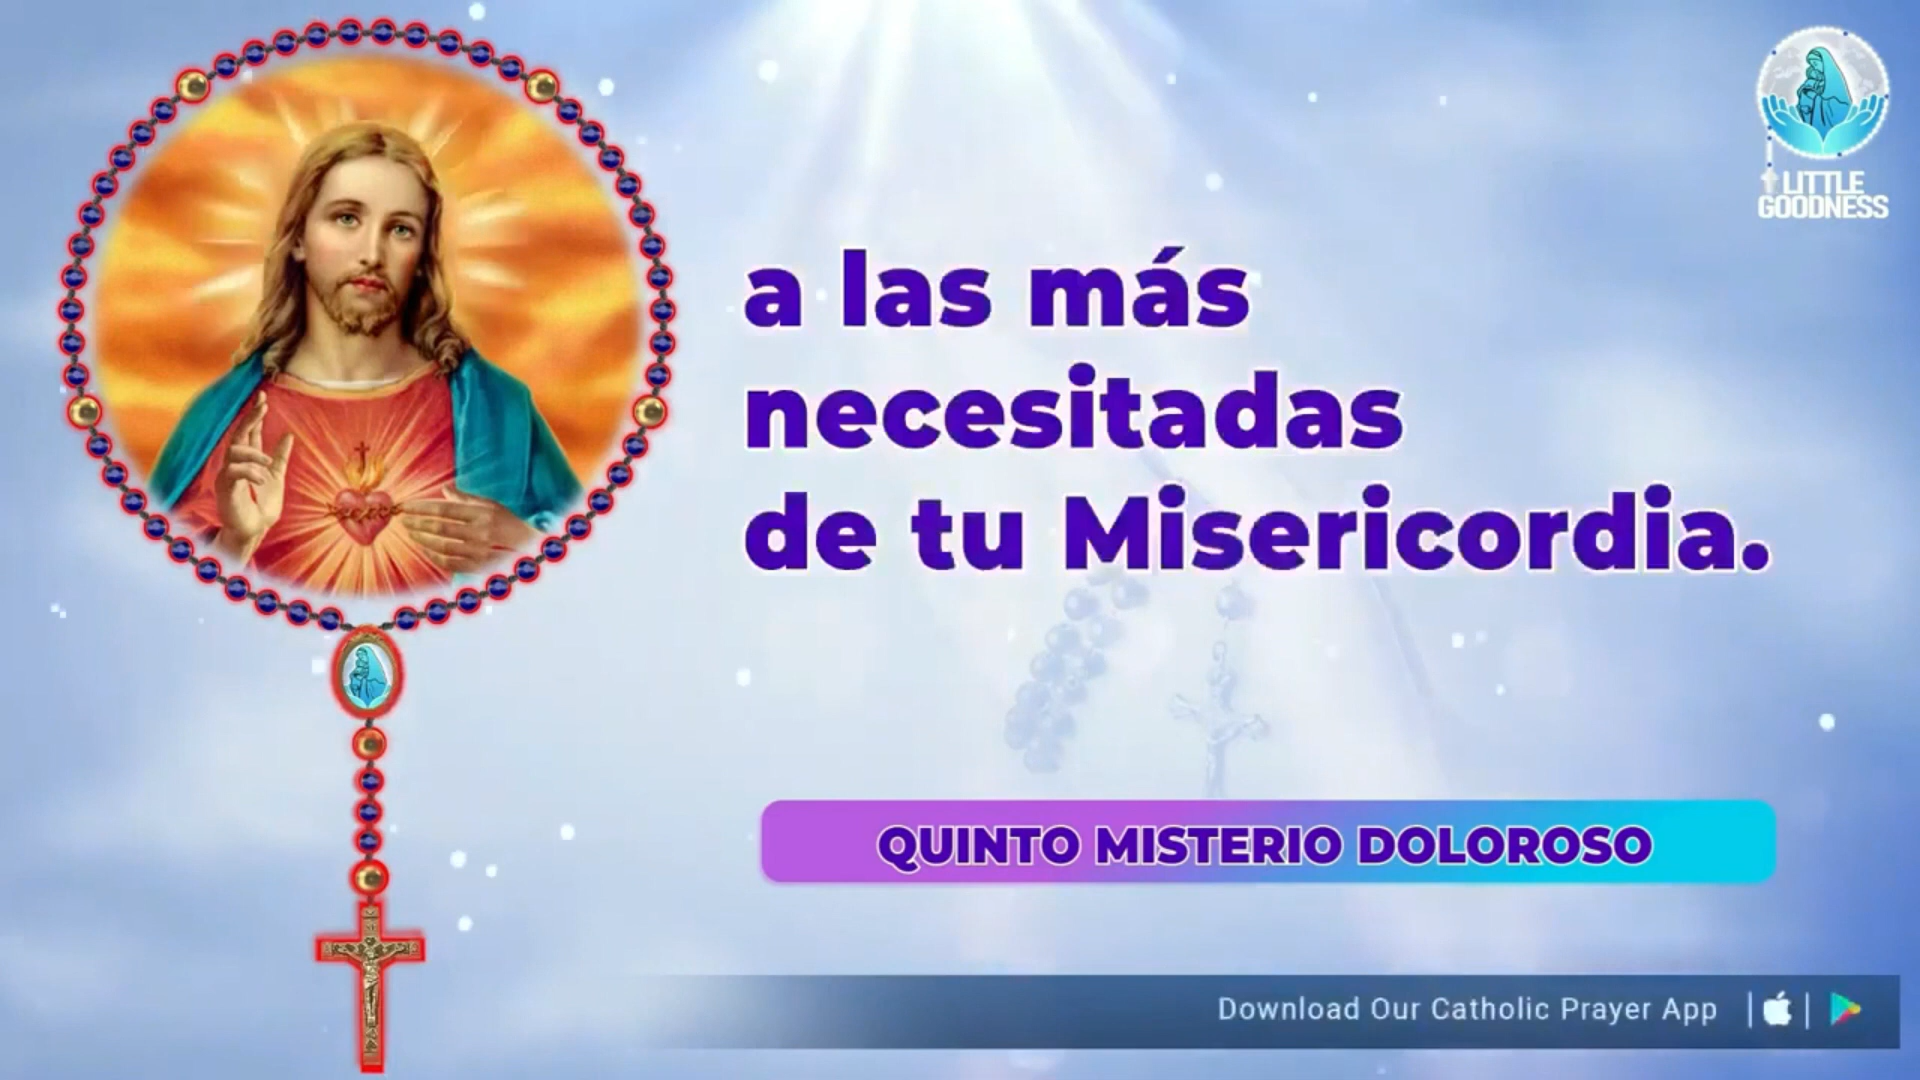 LITTLE
GOODNESS
a las más
necesitadas
de tu Misericordia.
QUINTO MISTERIO DOLOROSO
Download Our Catholic Prayer App